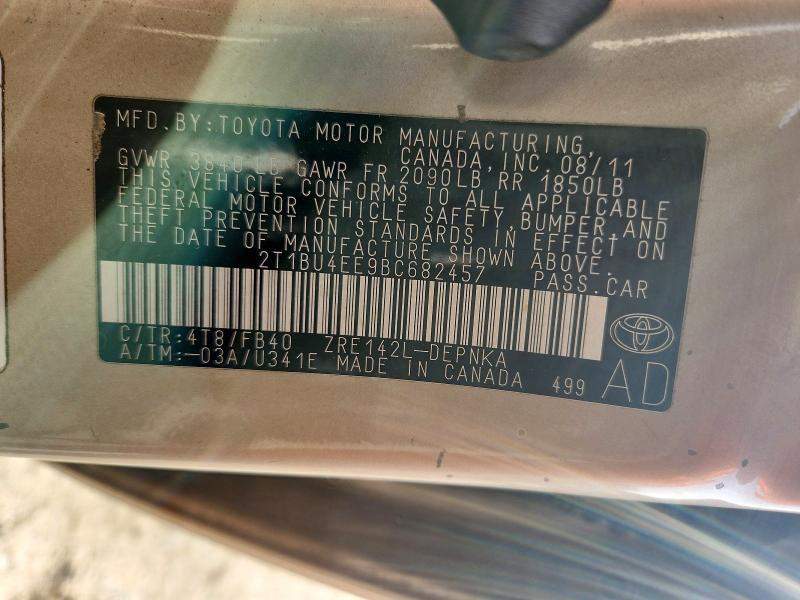 MFD.BY:TOYOTA MOTOR MANUFACTURING,
CANADA,INC. 08/11
GVWR 3840 LB GAWR FR 2090LB RR 1850LB
THIS VEHICLE CONFORMS TO ALL APPLICABLE
FEDERAL MOTOR VEHICLE SAFETY,BUMPER,AND
THEFT PREVENTION STANDARDS IN EFFECT ON
THE DATE OF MANUFACTURE SHOWN ABOVE.
2T1BU4EE9BC682457 PASS.CAR
C/TR:4T8/FB40 ZRE142L-DEPNKA
A/TM:-03A/U341E MADE IN CANADA 499 AD